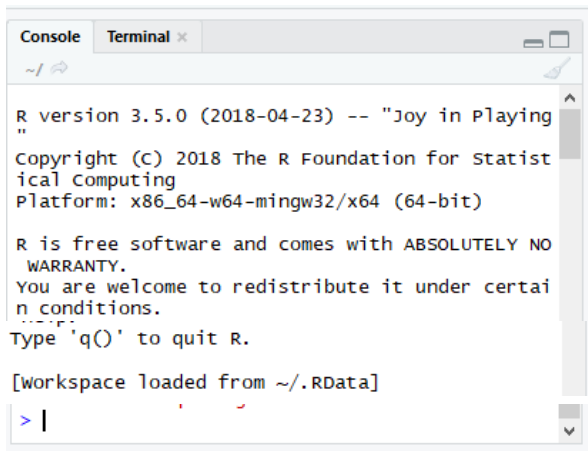 Console Terminal ×
~/
R version 3.5.0 (2018-04-23) -- "Joy in Playing
"
Copyright (C) 2018 The R Foundation for Statist
ical Computing
Platform: x86_64-w64-mingw32/x64 (64-bit)
R is free software and comes with ABSOLUTELY NO
 WARRANTY.
You are welcome to redistribute it under certai
n conditions.
Type 'q()' to quit R.
[Workspace loaded from ~/.RData]
>